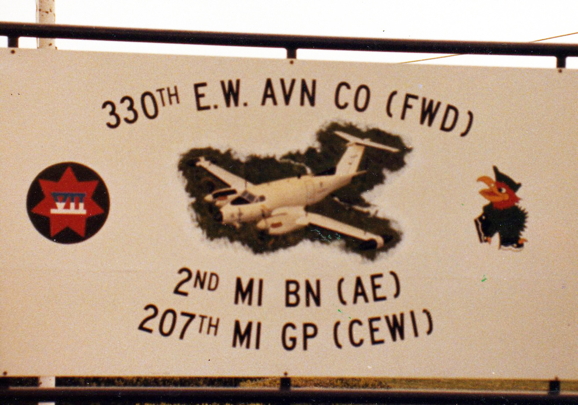 330TH E.W. AVN CO (FWD)
VII
2ND MI BN (AE)
207TH MI GP (CEWI)